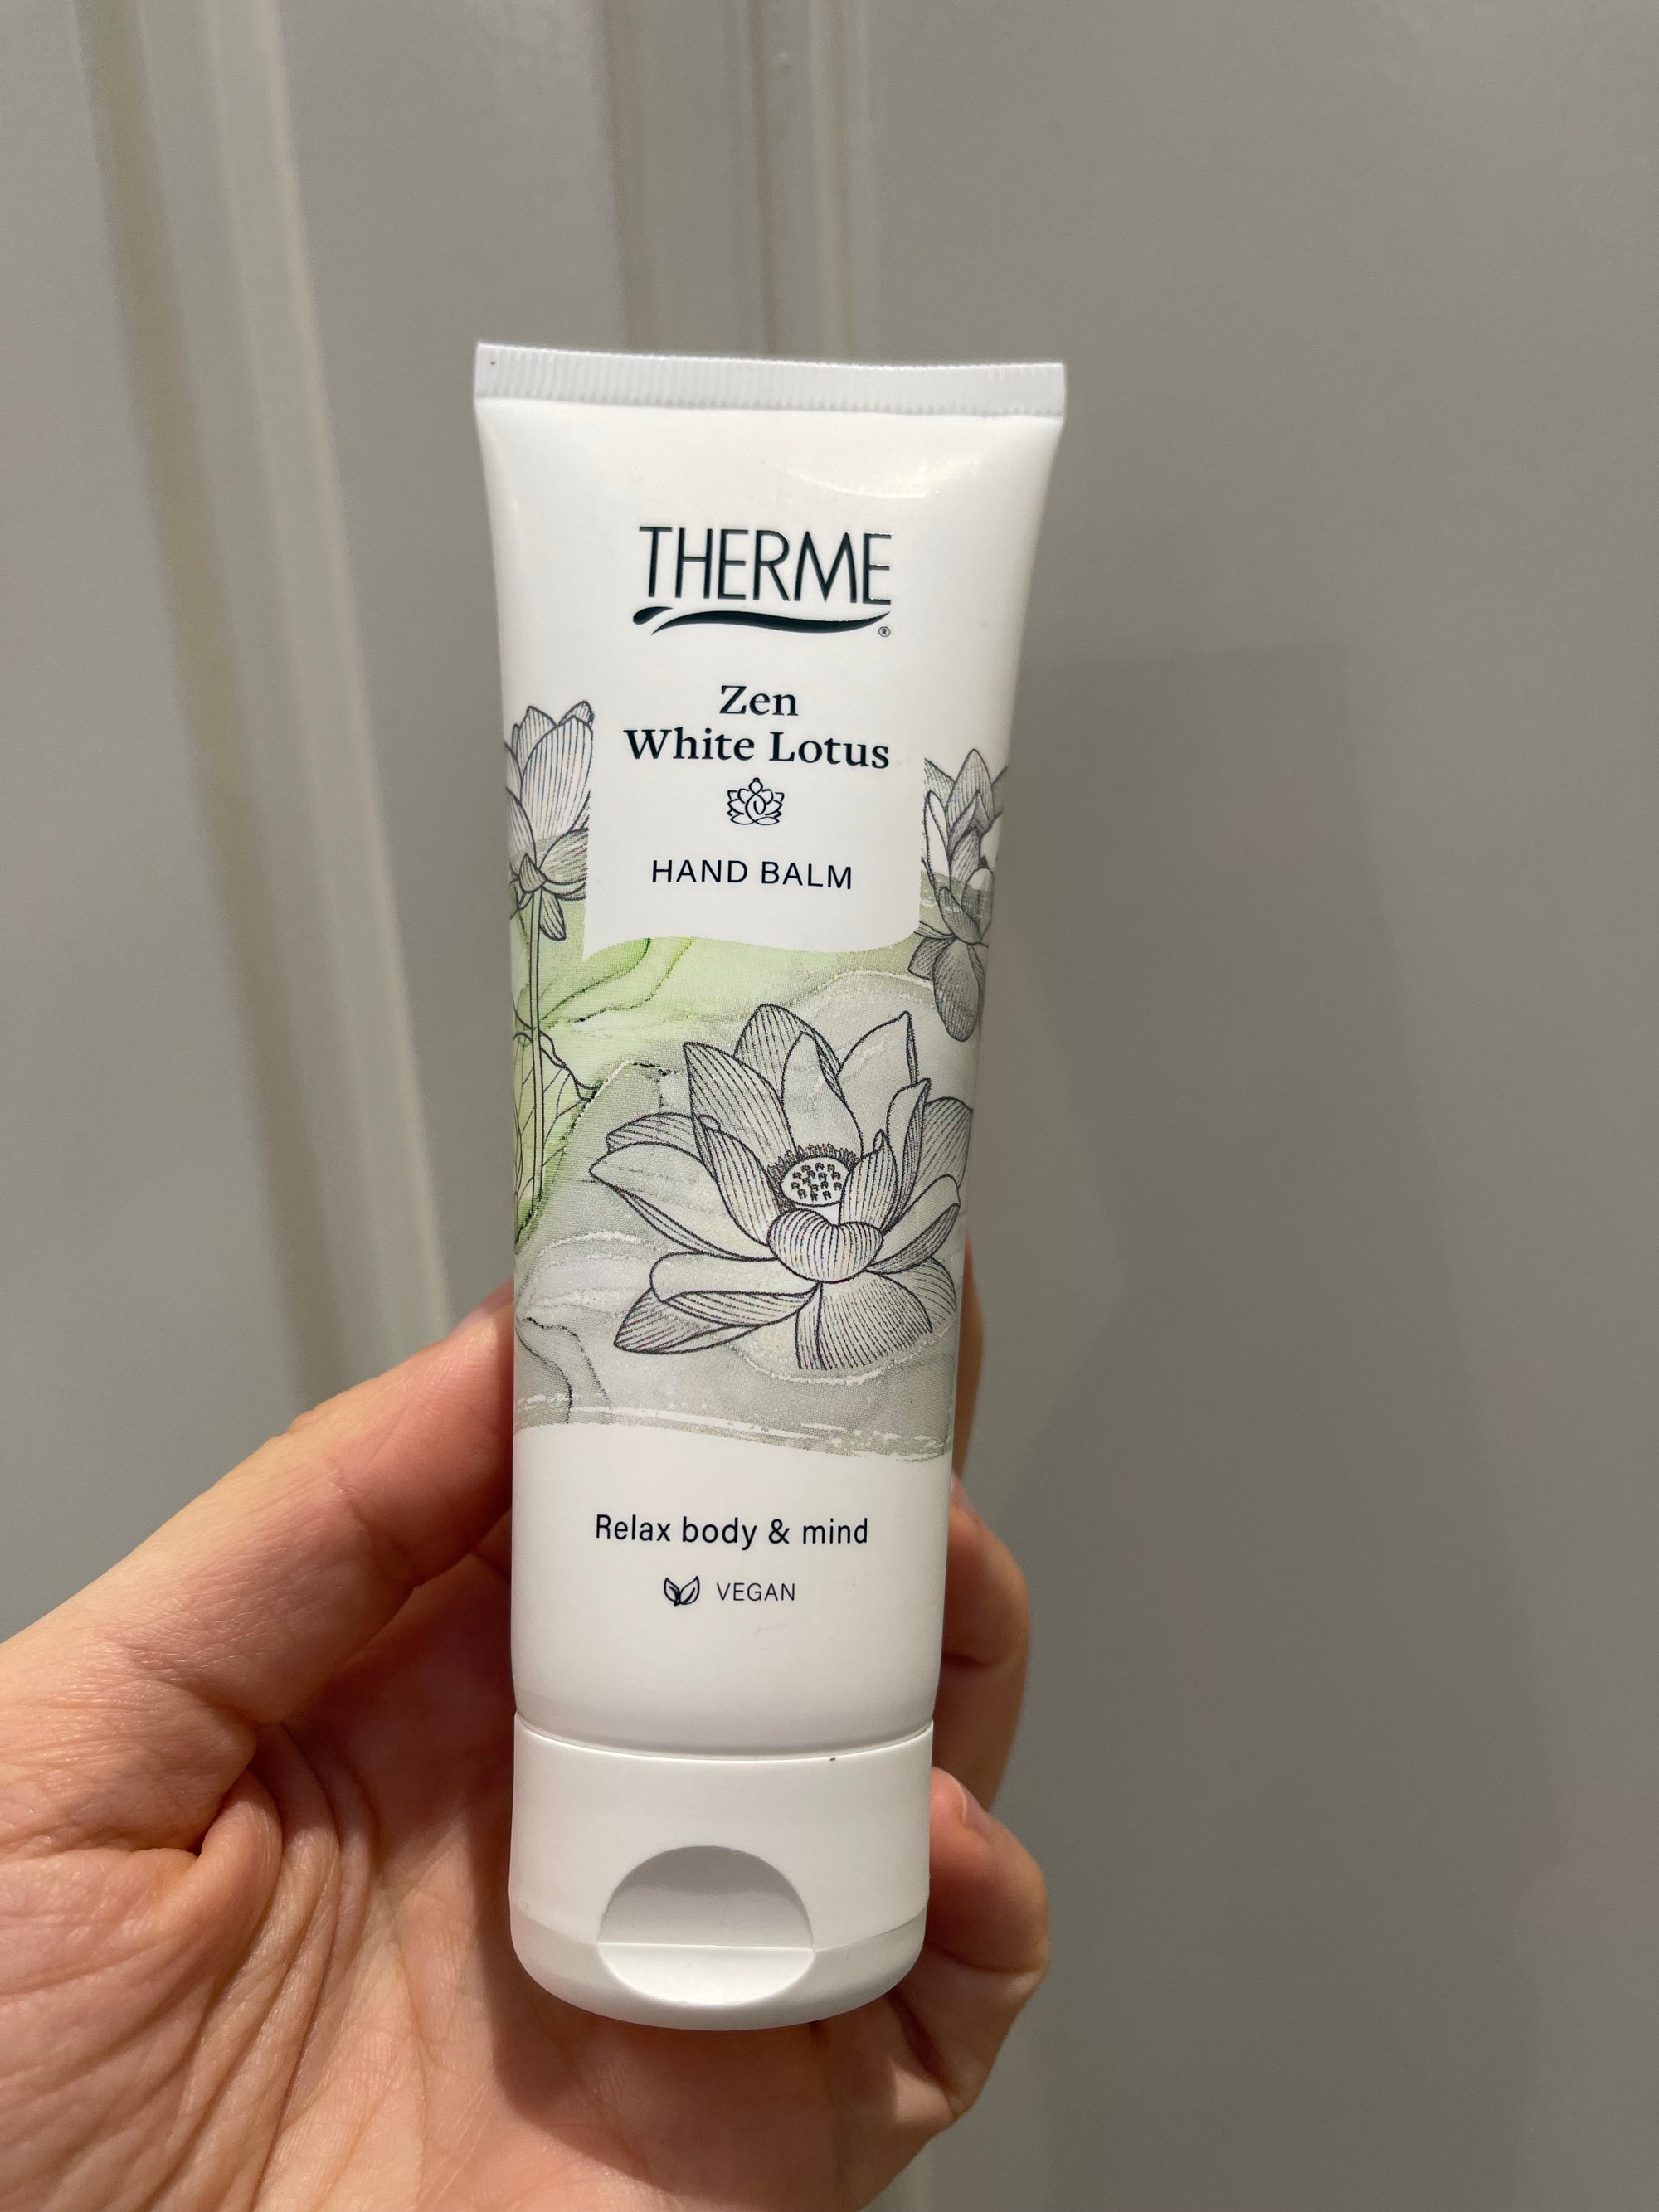 THERME
®
Zen
White Lotus
HAND BALM
Relax body & mind
VEGAN